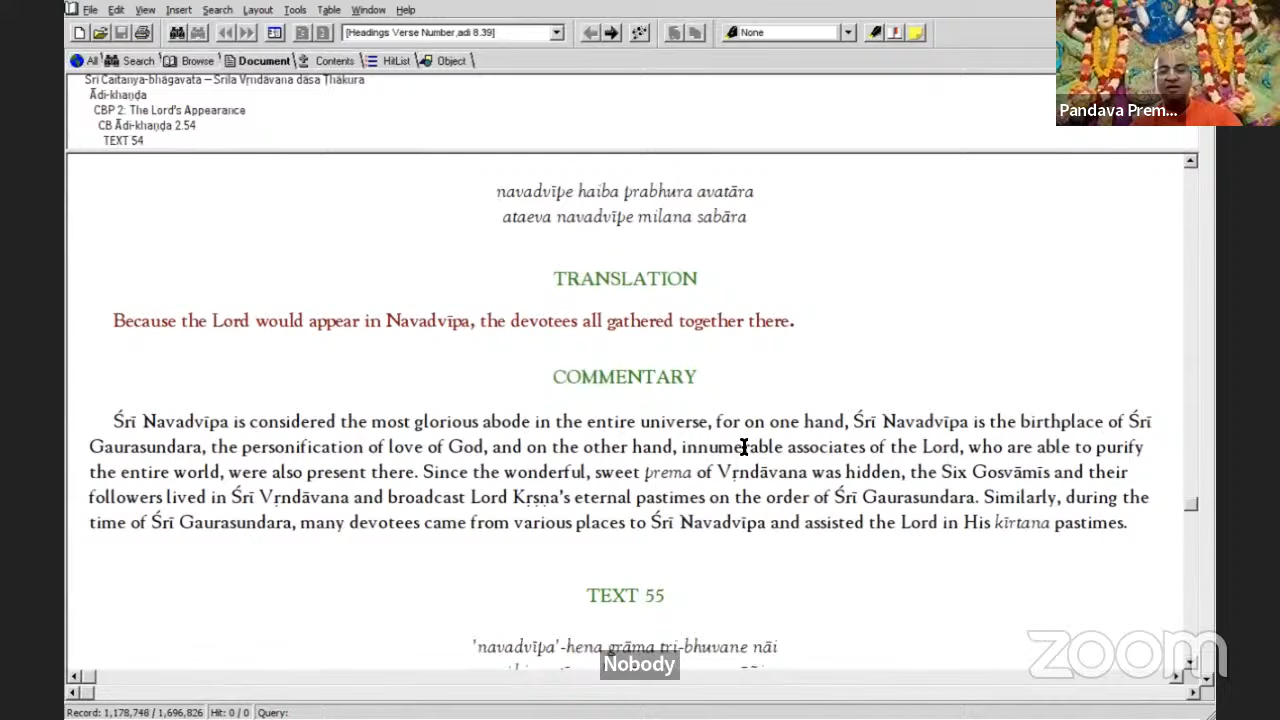 File Edit View Insert Search Layout Tools Table Window Help
[Headings Verse Number,adi 8.39]
None
All Search Browse Document Contents HitList Object
Śrī Caitanya-bhāgavata – Śrīla Vṛndāvana dāsa Ṭhākura
Ādi-khaṇḍa
CBP 2: The Lord's Appearance
CB Ādi-khaṇḍa 2.54
TEXT 54
Pandava Prem...
navadvīpe haiba prabhura avatāra
ataeva navadvīpe milana sabāra
TRANSLATION
Because the Lord would appear in Navadvīpa, the devotees all gathered together there.
COMMENTARY
Śrī Navadvīpa is considered the most glorious abode in the entire universe, for on one hand, Śrī Navadvīpa is the birthplace of Śrī
Gaurasundara, the personification of love of God, and on the other hand, innumerable associates of the Lord, who are able to purify
the entire world, were also present there. Since the wonderful, sweet prema of Vṛndāvana was hidden, the Six Gosvāmīs and their
followers lived in Śrī Vṛndāvana and broadcast Lord Kṛṣṇa's eternal pastimes on the order of Śrī Gaurasundara. Similarly, during the
time of Śrī Gaurasundara, many devotees came from various places to Śrī Navadvīpa and assisted the Lord in His kīrtana pastimes.
TEXT 55
'navadvīpa'-hena grāma tri-bhuvane nāi
Nobody
zoom
Record: 1,178,746 / 1,696,826 Hit: 0 / 0 Query: